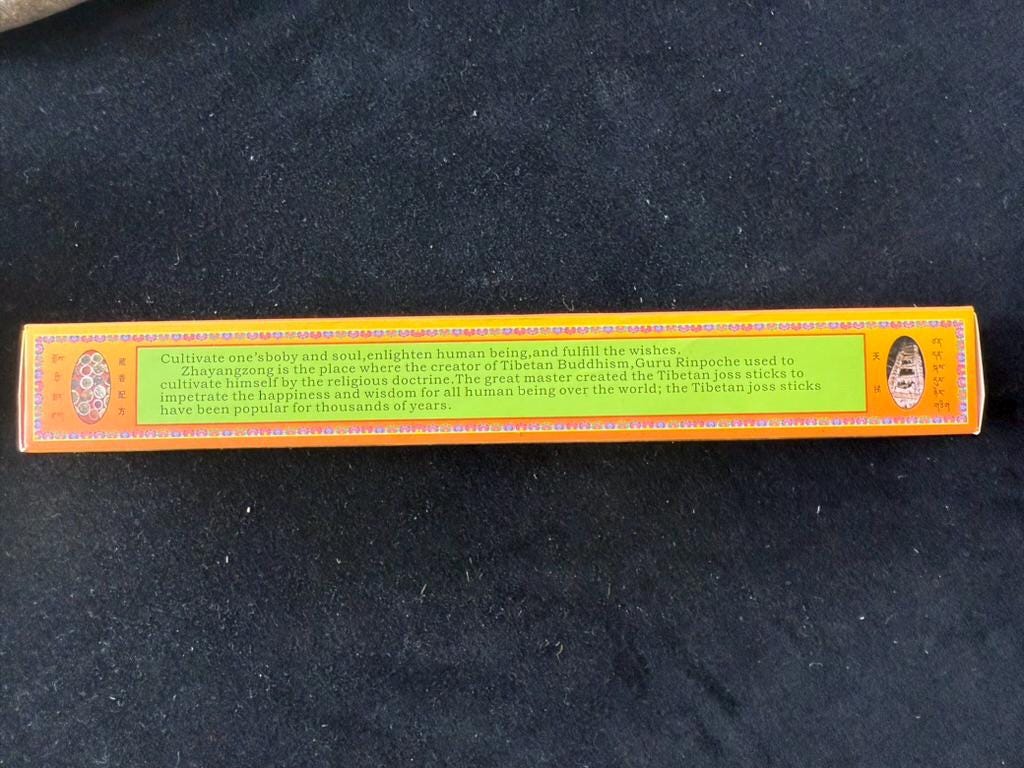 藏香配方
Cultivate one'sboby and soul,enlighten human being,and fulfill the wishes.
Zhayangzong is the place where the creator of Tibetan Buddhism,Guru Rinpoche used to
cultivate himself by the religious doctrine.The great master created the Tibetan joss sticks to
impetrate the happiness and wisdom for all human being over the world; the Tibetan joss sticks
have been popular for thousands of years.
天梯